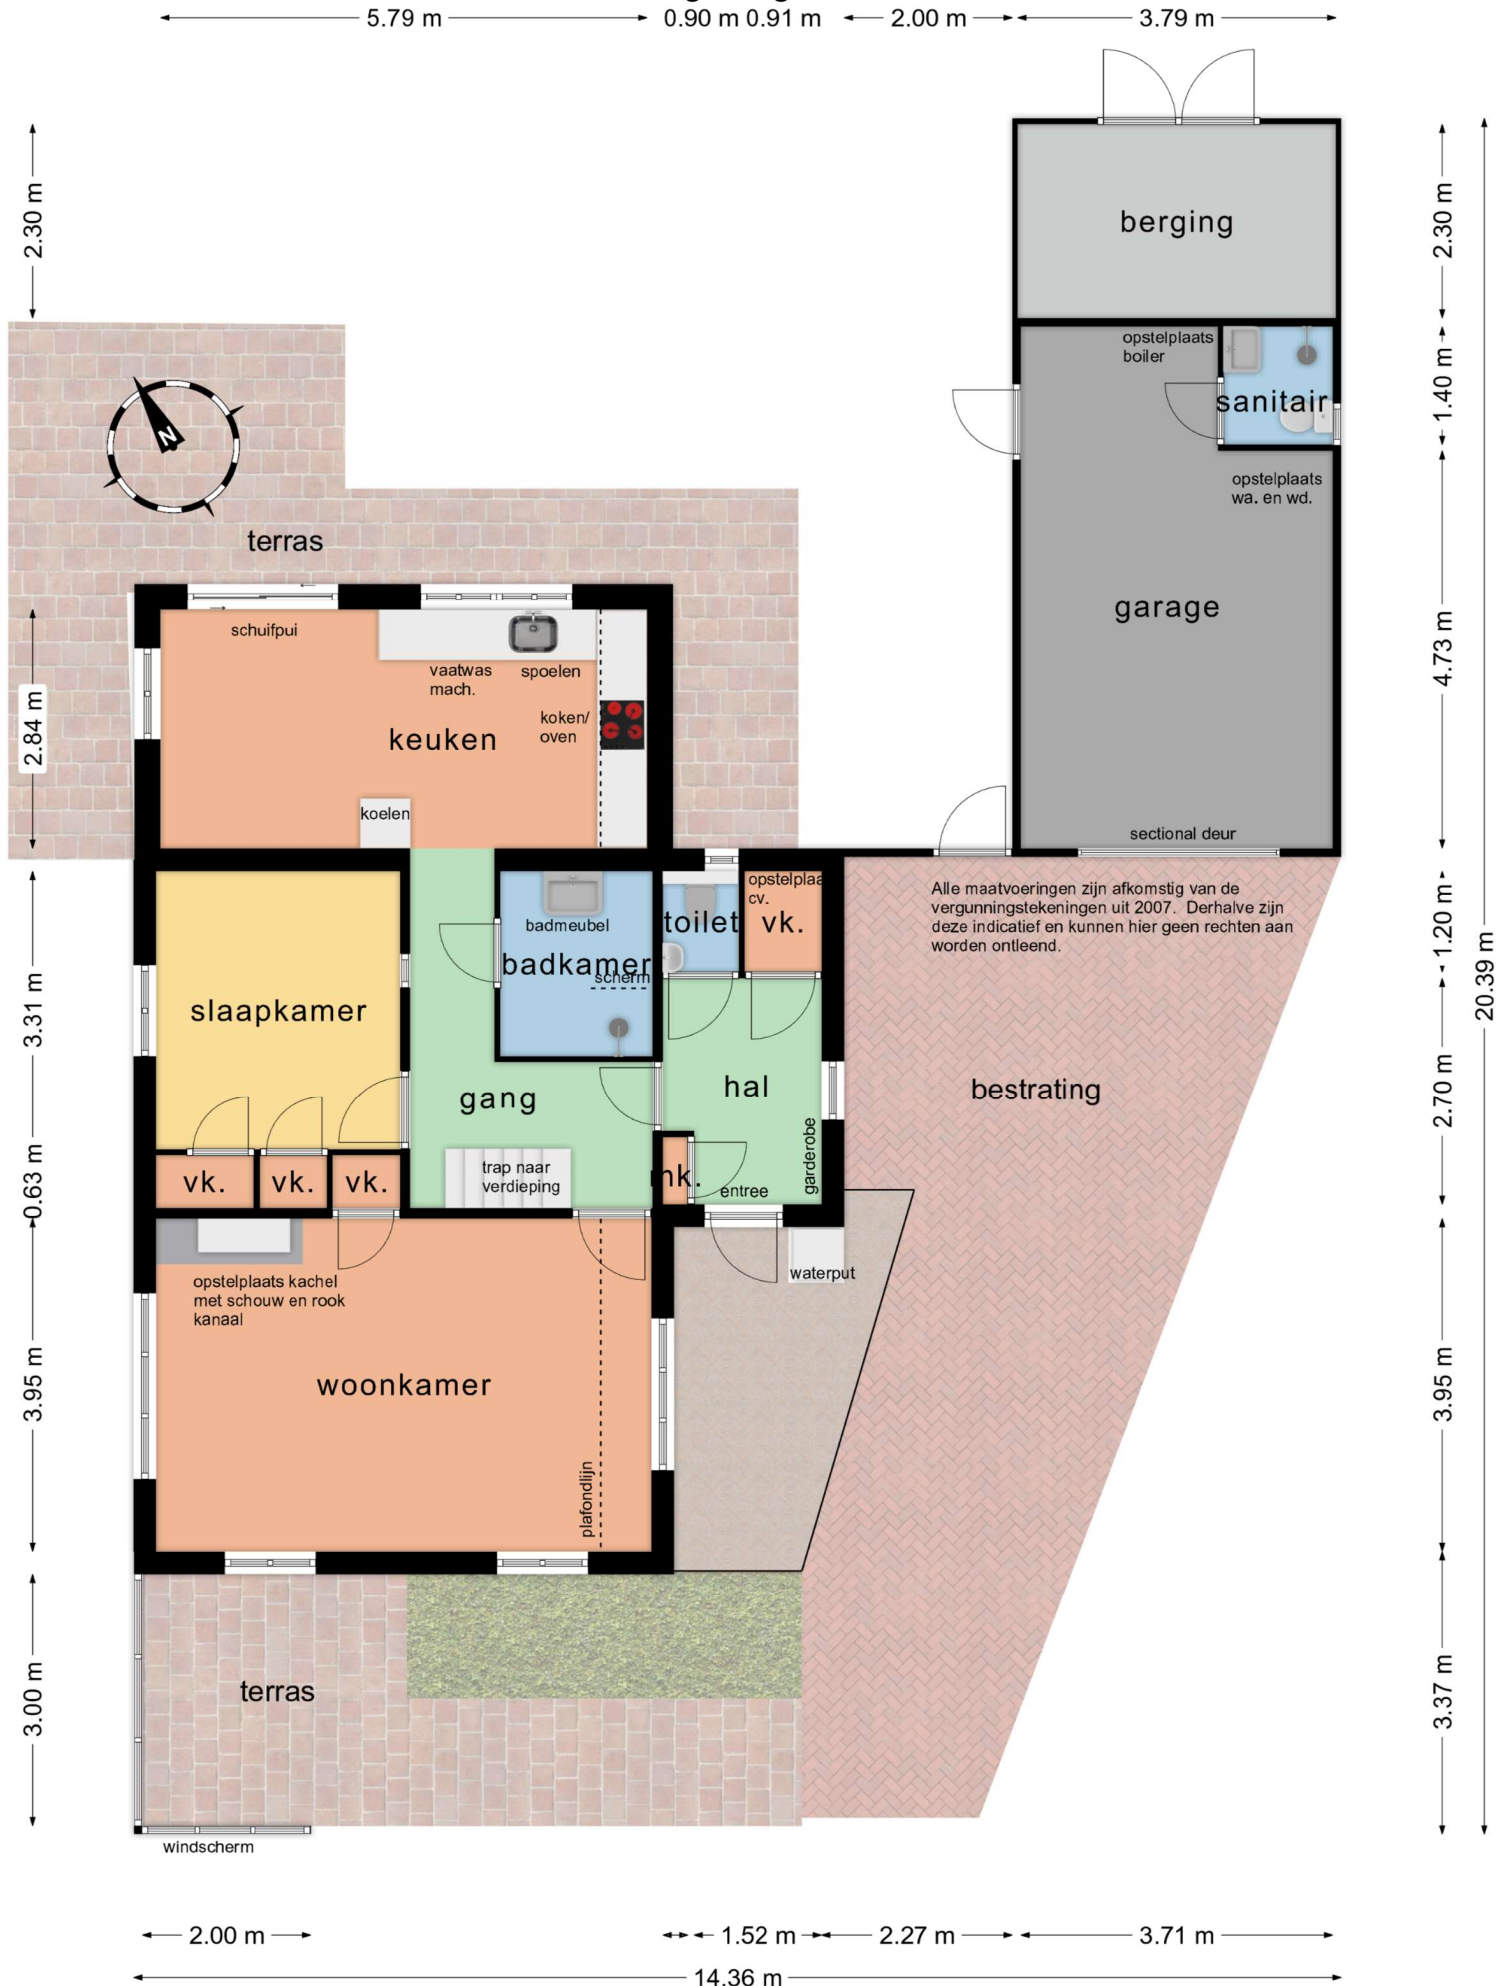 5.79 m
0.90 m
0.91 m
2.00 m
3.79 m
2.30 m
2.30 m
20.39 m
berging
opstelplaats
boiler
sanitair
1.40 m
N
opstelplaats
wa. en wd.
terras
garage
4.73 m
schuifpui
vaatwas
mach.
spoelen
koken/
oven
keuken
2.84 m
koelen
sectional deur
opstelplaa
cv.
vk.
toilet
badmeubel
badkamer
scherm
Alle maatvoeringen zijn afkomstig van de
vergunningstekeningen uit 2007. Derhalve zijn
deze indicatief en kunnen hier geen rechten aan
worden ontleend.
1.20 m
slaapkamer
3.31 m
gang
hal
bestrating
2.70 m
garderobe
trap naar
verdieping
mk.
entree
vk.
vk.
vk.
0.63 m
waterput
opstelplaats kachel
met schouw en rook
kanaal
woonkamer
plafondlijn
3.95 m
3.95 m
terras
3.00 m
3.37 m
windscherm
2.00 m
1.52 m
2.27 m
3.71 m
14.36 m